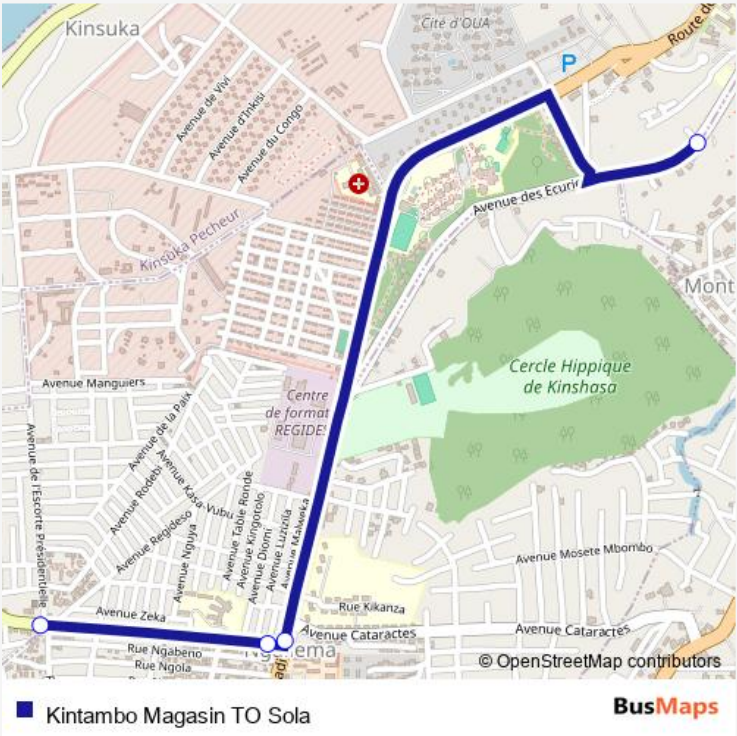 Kinsuka
Cité d'OUA
Route d
P
Avenue de Vivi
Avenue d'Inkisi
Avenue du Congo
Avenue des Ecurie
Kinsuka Pecheur
Mont
Cercle Hippique
de Kinshasa
Avenue Manguiers
Centre
de format
REGIDES
Avenue de la Paix
Avenue de l'Escorte Présidentielle
Avenue Rodebi
Avenue Kasa-Vubu
Avenue Regideso
Avenue Nguya
Avenue Table Ronde
Avenue Kingotolo
Avenue Diomi
Avenue Luzizila
Avenue Malweka
Avenue Mosete Mbombo
Avenue Zeka
Rue Kikanza
Avenue Cataractes
Avenue Cataractes
Rue Ngabeno
Rue Ngola
adi
© OpenStreetMap contributors
Kintambo Magasin TO Sola
BusMaps